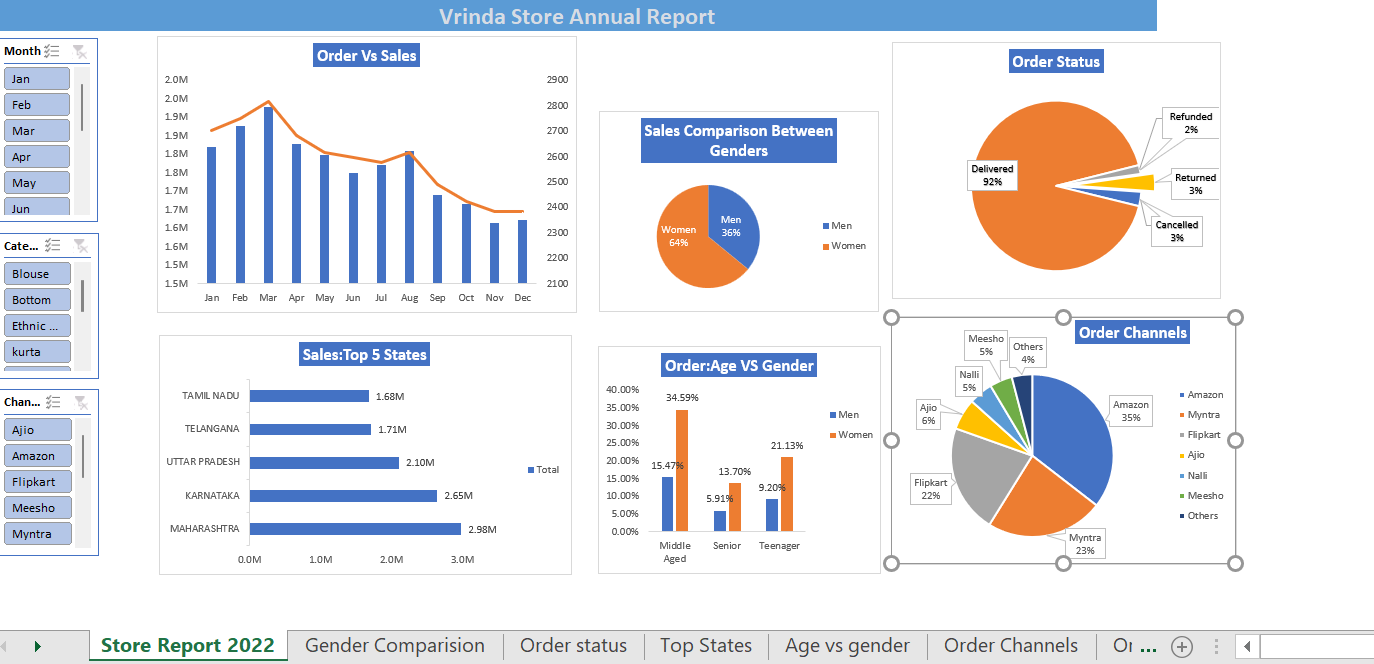 Vrinda Store Annual Report
Month
Jan
Feb
Mar
Apr
May
Jun
Cate...
Blouse
Bottom
Ethnic ...
kurta
Chan...
Ajio
Amazon
Flipkart
Meesho
Myntra
Order Vs Sales
2.0M
2.0M
1.9M
1.9M
1.8M
1.8M
1.7M
1.7M
1.6M
1.6M
1.5M
1.5M
2900
2800
2700
2600
2500
2400
2300
2200
2100
Jan Feb Mar Apr May Jun Jul Aug Sep Oct Nov Dec
Sales Comparison Between
Genders
Men
36%
Women
64%
Men
Women
Order Status
Delivered
92%
Refunded
2%
Returned
3%
Cancelled
3%
Sales:Top 5 States
TAMIL NADU 1.68M
TELANGANA 1.71M
UTTAR PRADESH 2.10M
KARNATAKA 2.65M
MAHARASHTRA 2.98M
0.0M 1.0M 2.0M 3.0M
Total
Order:Age VS Gender
40.00%
35.00%
30.00%
25.00%
20.00%
15.00%
10.00%
5.00%
0.00%
15.47% 34.59%
5.91% 13.70%
9.20% 21.13%
Middle
Aged
Senior
Teenager
Men
Women
Order Channels
Meesho
5%
Others
4%
Nalli
5%
Ajio
6%
Flipkart
22%
Amazon
35%
Myntra
23%
Amazon
Myntra
Flipkart
Ajio
Nalli
Meesho
Others
Store Report 2022 Gender Comparision Order status Top States Age vs gender Order Channels Or ...